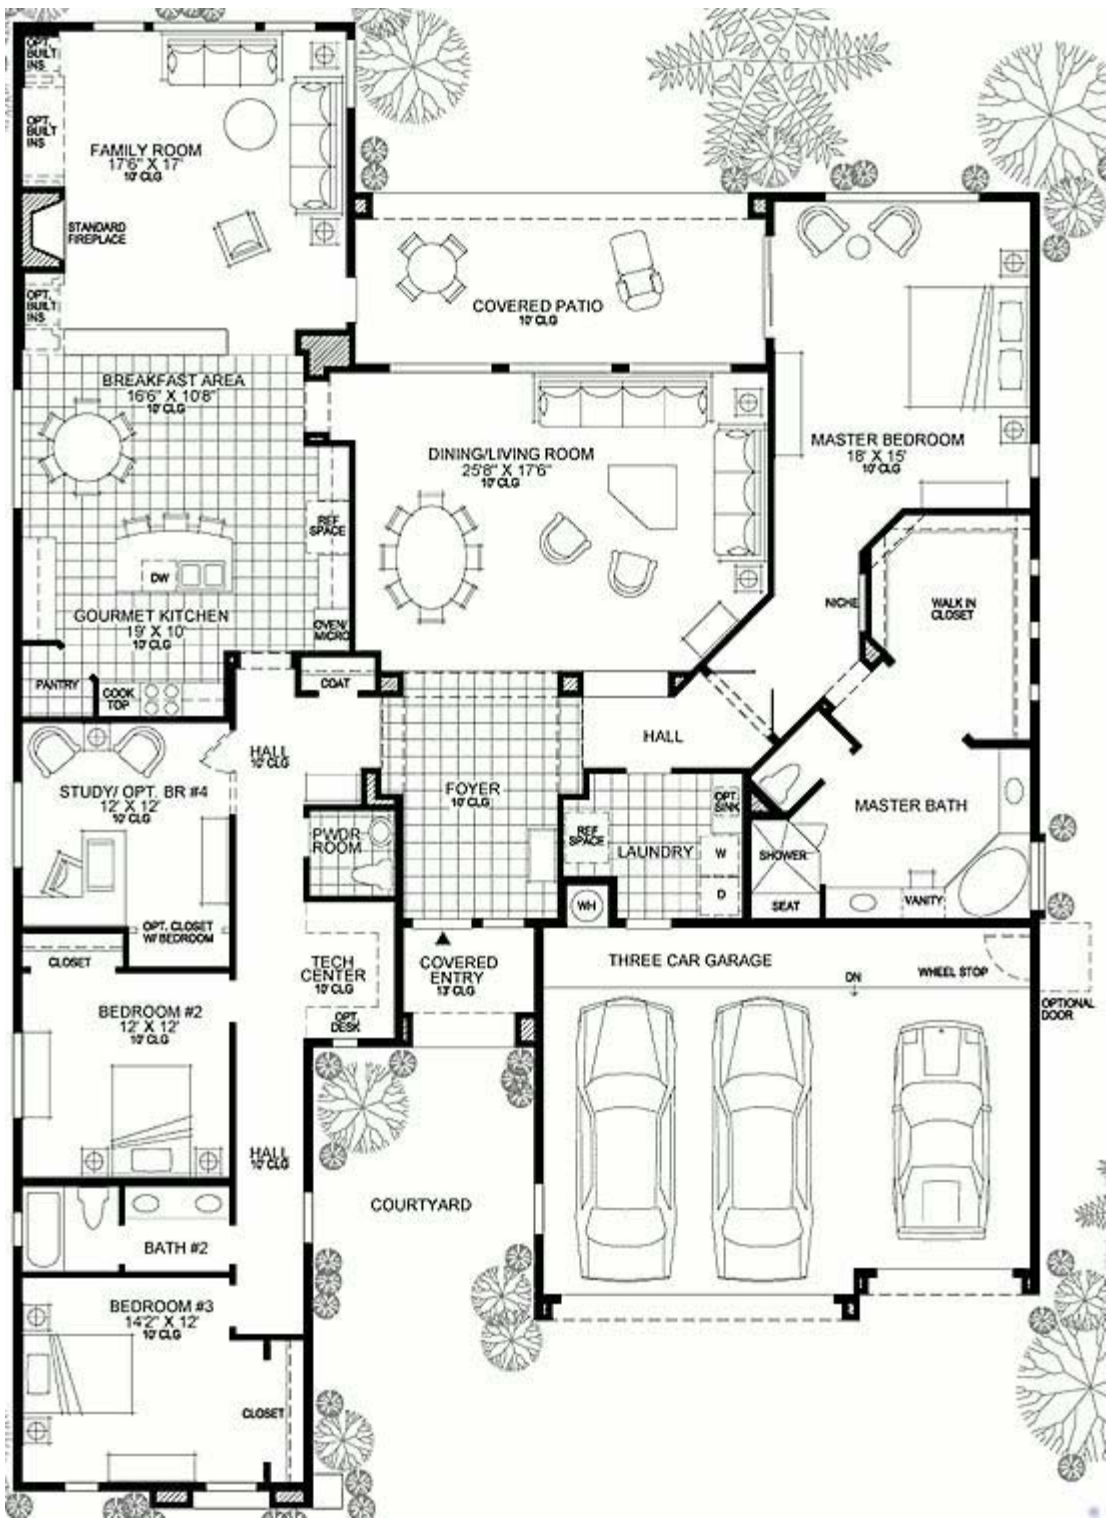 OPT.
BUILT
INS
OPT.
BUILT
INS
FAMILY ROOM
17'6" X 17'
10' CLG
STANDARD
FIREPLACE
OPT.
BUILT
INS
COVERED PATIO
10' CLG
BREAKFAST AREA
16'6" X 10'8"
10' CLG
DINING/LIVING ROOM
25'8" X 17'6"
10' CLG
MASTER BEDROOM
18' X 15'
10' CLG
REF
SPACE
DW
GOURMET KITCHEN
19' X 10'
10' CLG
OVEN/
MICRO
NICHE
WALK IN
CLOSET
PANTRY
COOK
TOP
COAT
HALL
10' CLG
HALL
STUDY/ OPT. BR #4
12' X 12'
10' CLG
FOYER
10' CLG
OPT.
SINK
MASTER BATH
PWDR
ROOM
REF
SPACE
LAUNDRY
W
D
SHOWER
SEAT
VANITY
WH
OPT. CLOSET
W/ BEDROOM
CLOSET
TECH
CENTER
10' CLG
OPT.
DESK
COVERED
ENTRY
13' CLG
THREE CAR GARAGE
DN
WHEEL STOP
OPTIONAL
DOOR
BEDROOM #2
12' X 12'
10' CLG
HALL
10' CLG
COURTYARD
BATH #2
BEDROOM #3
14'2" X 12'
10' CLG
CLOSET